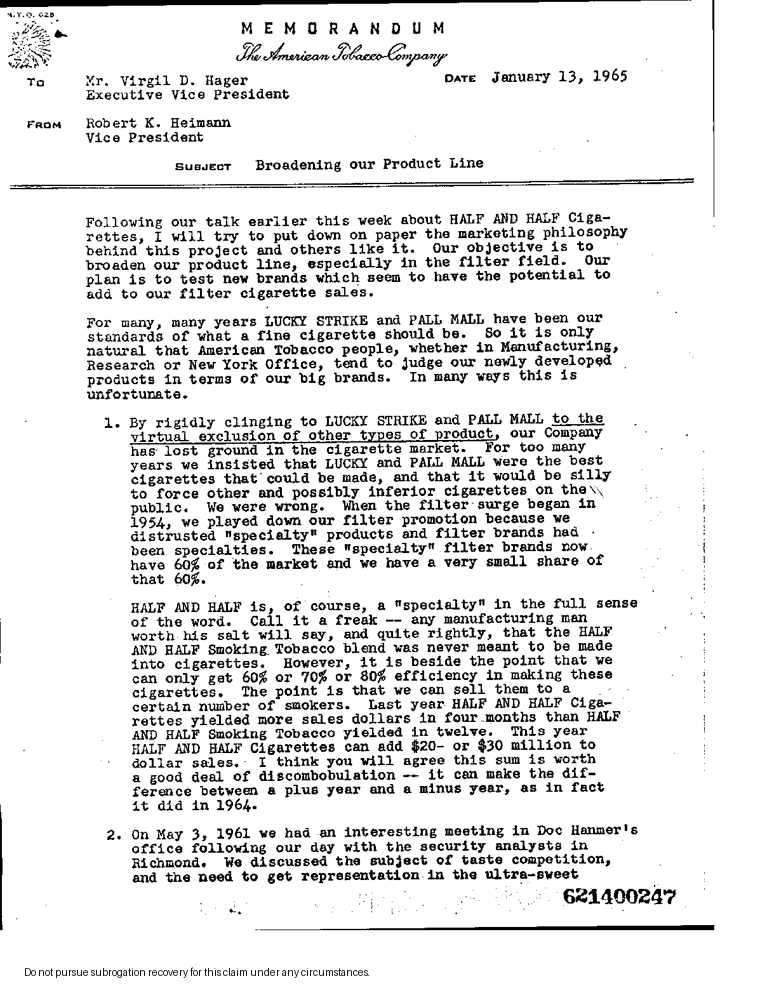 N.Y.O. 62B
MEMORANDUM
The American Tobacco Company
TO Mr. Virgil D. Hager DATE January 13, 1965
Executive Vice President
FROM Robert K. Heimann
Vice President
SUBJECT Broadening our Product Line
Following our talk earlier this week about HALF AND HALF Ciga-
rettes, I will try to put down on paper the marketing philosophy
behind this project and others like it. Our objective is to
broaden our product line, especially in the filter field. Our
plan is to test new brands which seem to have the potential to
add to our filter cigarette sales.
For many, many years LUCKY STRIKE and PALL MALL have been our
standards of what a fine cigarette should be. So it is only
natural that American Tobacco people, whether in Manufacturing,
Research or New York Office, tend to judge our newly developed
products in terms of our big brands. In many ways this is
unfortunate.
1. By rigidly clinging to LUCKY STRIKE and PALL MALL to the
virtual exclusion of other types of product, our Company
has lost ground in the cigarette market. For too many
years we insisted that LUCKY and PALL MALL were the best
cigarettes that could be made, and that it would be silly
to force other and possibly inferior cigarettes on the
public. We were wrong. When the filter surge began in
1954, we played down our filter promotion because we
distrusted "specialty" products and filter brands had
been specialties. These "specialty" filter brands now
have 60% of the market and we have a very small share of
that 60%.
HALF AND HALF is, of course, a "specialty" in the full sense
of the word. Call it a freak -- any manufacturing man
worth his salt will say, and quite rightly, that the HALF
AND HALF Smoking Tobacco blend was never meant to be made
into cigarettes. However, it is beside the point that we
can only get 60% or 70% or 80% efficiency in making these
cigarettes. The point is that we can sell them to a
certain number of smokers. Last year HALF AND HALF Ciga-
rettes yielded more sales dollars in four months than HALF
AND HALF Smoking Tobacco yielded in twelve. This year
HALF AND HALF Cigarettes can add $20- or $30 million to
dollar sales. I think you will agree this sum is worth
a good deal of discombobulation -- it can make the dif-
ference between a plus year and a minus year, as in fact
it did in 1964.
2. On May 3, 1961 we had an interesting meeting in Doc Hanmer's
office following our day with the security analysts in
Richmond. We discussed the subject of taste competition,
and the need to get representation in the ultra-sweet
621400247
Do not pursue subrogation recovery for this claim under any circumstances.